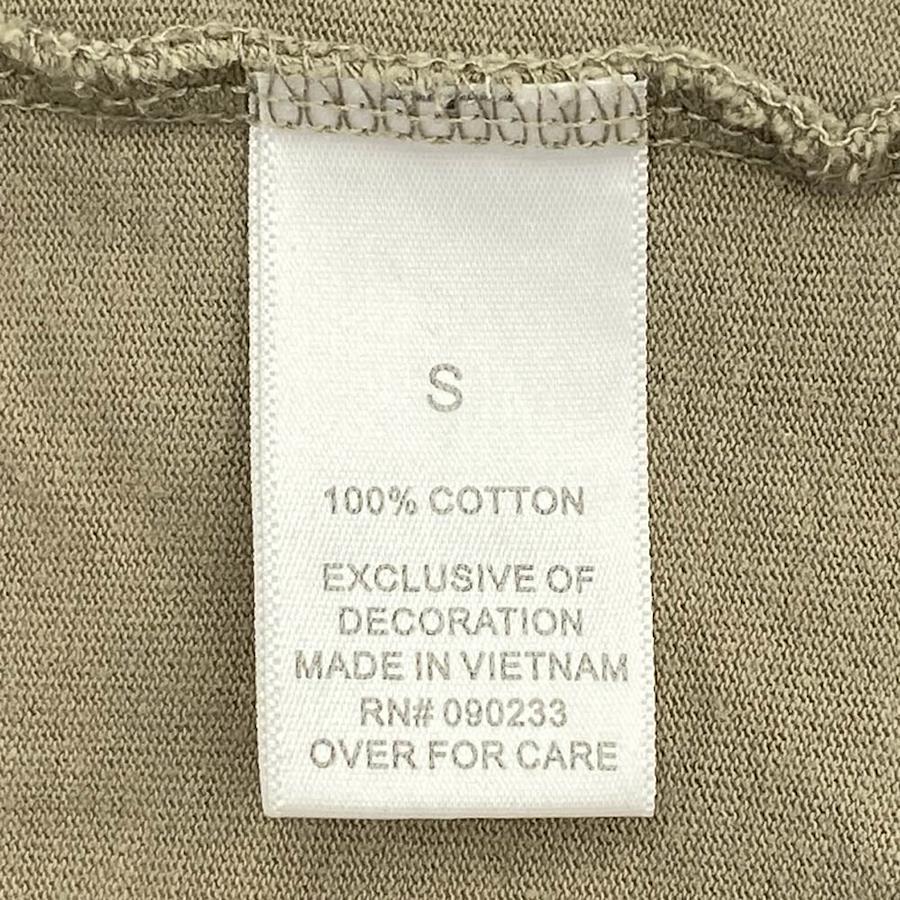 S
100% COTTON
EXCLUSIVE OF
DECORATION
MADE IN VIETNAM
RN# 090233
OVER FOR CARE